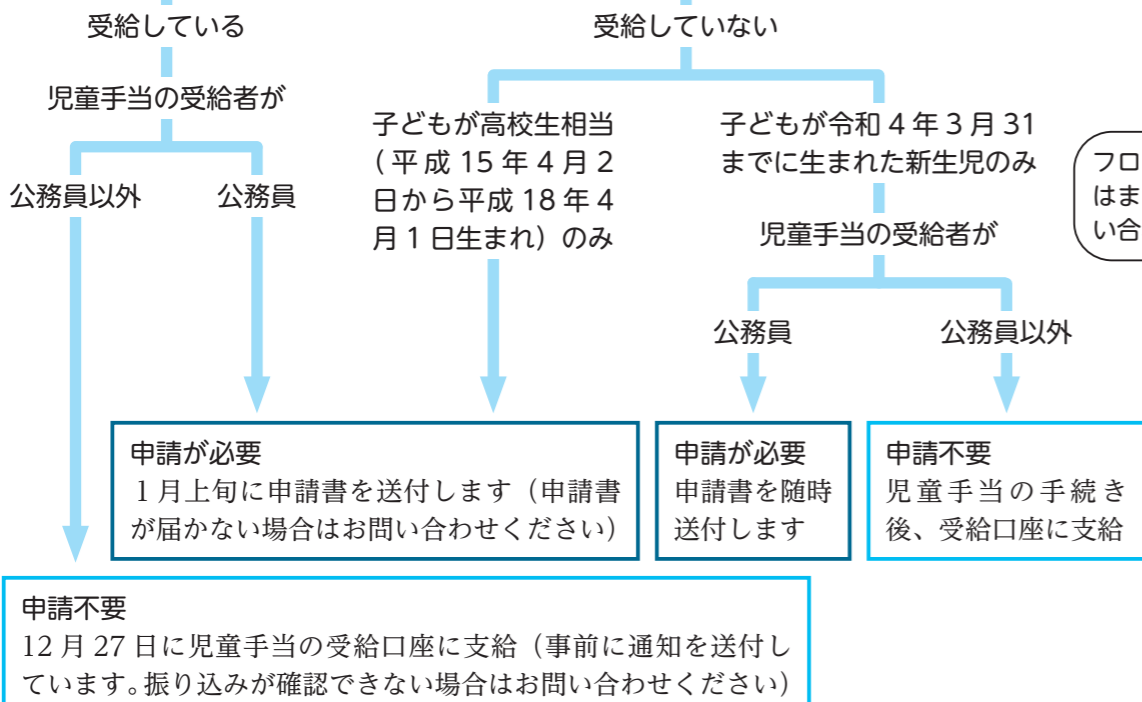 受給している
受給していない
児童手当の受給者が
公務員以外
公務員
子どもが高校生相当
（平成 15 年 4 月 2
日から平成 18 年 4
月 1 日生まれ）のみ
子どもが令和 4 年 3 月 31
までに生まれた新生児のみ
児童手当の受給者が
公務員
公務員以外
フロ
はま
い合
申請が必要
1 月上旬に申請書を送付します（申請書
が届かない場合はお問い合わせください）
申請が必要
申請書を随時
送付します
申請不要
児童手当の手続き
後、受給口座に支給
申請不要
12 月 27 日に児童手当の受給口座に支給（事前に通知を送付し
ています。振り込みが確認できない場合はお問い合わせください）